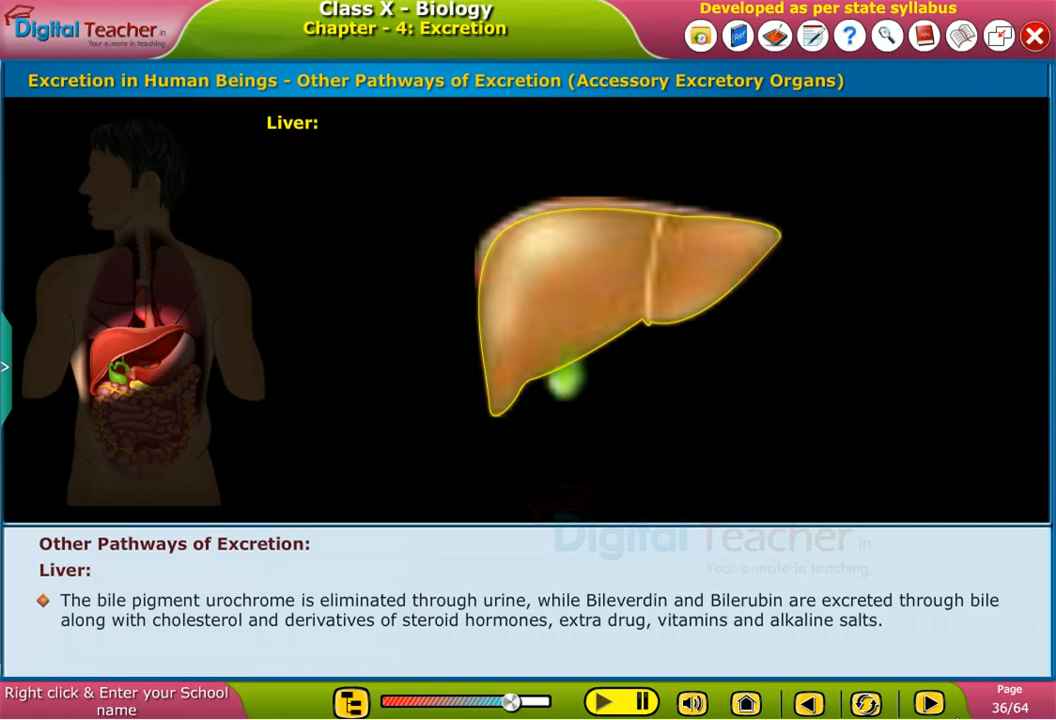 Digital Teacher.in
Your e-mate in teaching
Class X - Biology
Chapter - 4: Excretion
Developed as per state syllabus
Excretion in Human Beings - Other Pathways of Excretion (Accessory Excretory Organs)
Liver:
Digital Teacher.in
Your e-mate in teaching
Other Pathways of Excretion:
Liver:
The bile pigment urochrome is eliminated through urine, while Bileverdin and Bilerubin are excreted through bile
along with cholesterol and derivatives of steroid hormones, extra drug, vitamins and alkaline salts.
Right click & Enter your School
name
Page
36/64